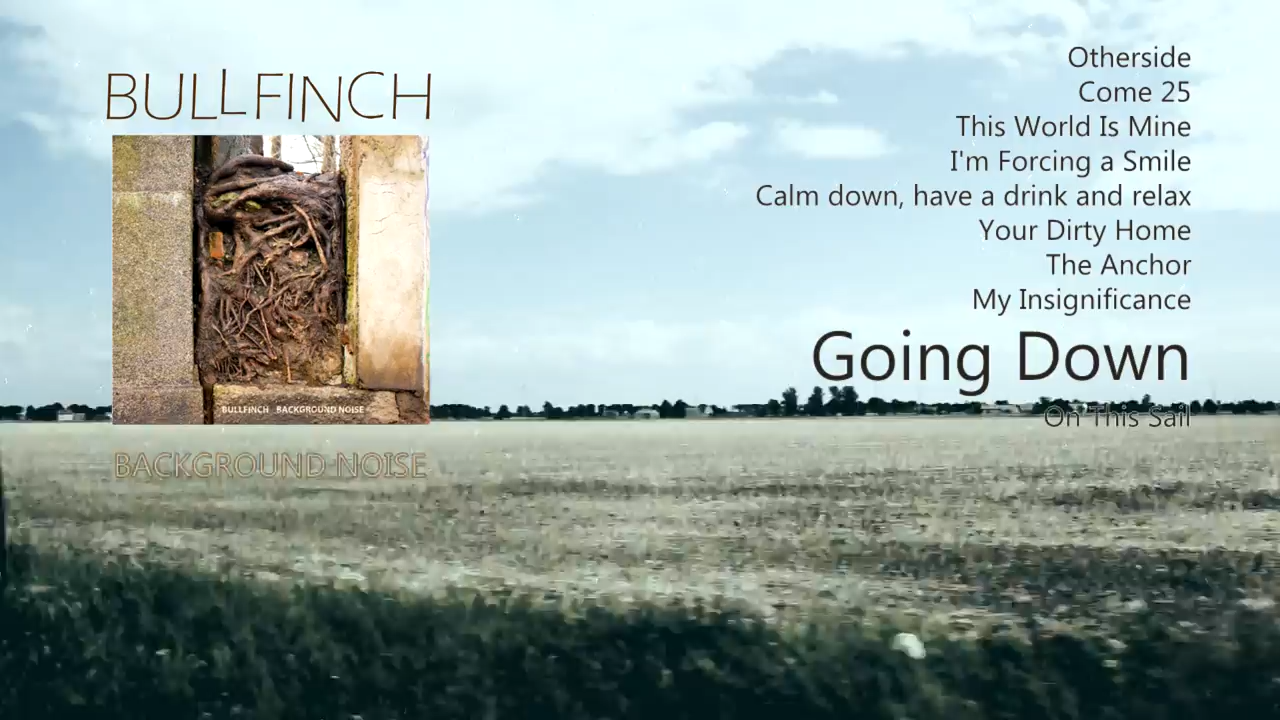 BULLFINCH
BULLFINCH BACKGROUND NOISE
BACKGROUND NOISE
Otherside
Come 25
This World Is Mine
I'm Forcing a Smile
Calm down, have a drink and relax
Your Dirty Home
The Anchor
My Insignificance
Going Down
On This Sail